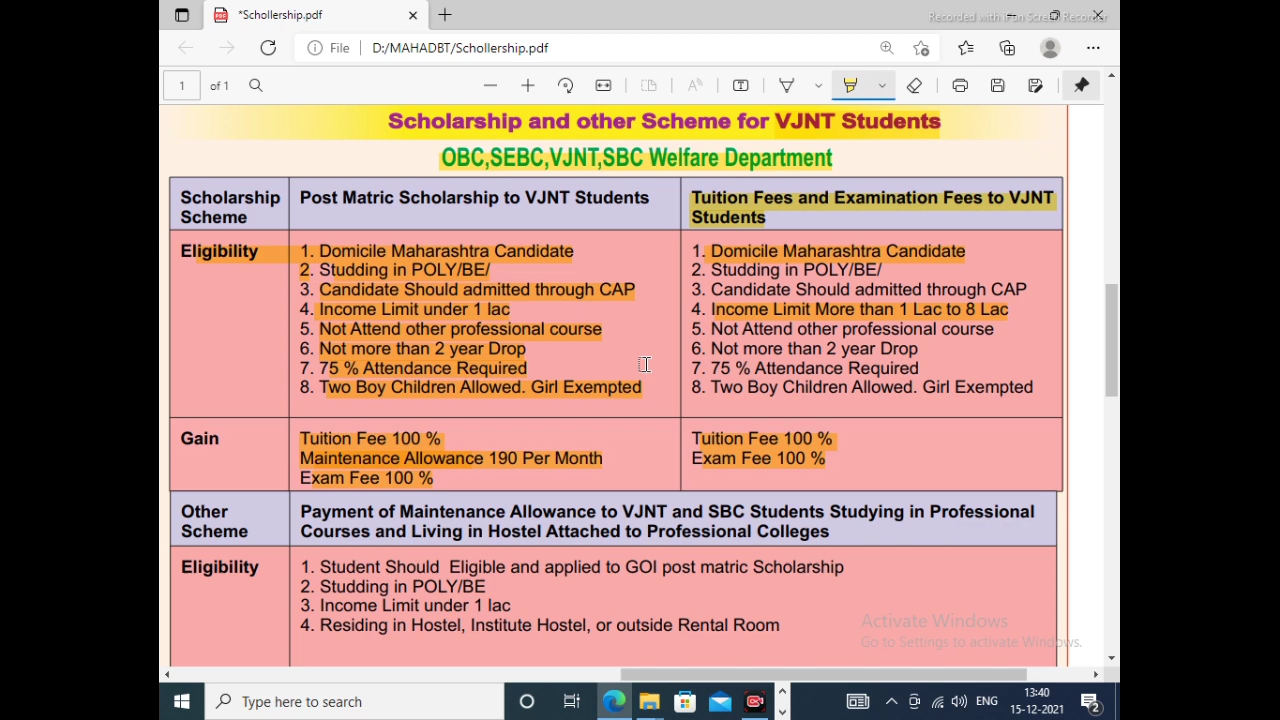 *Schollership.pdf
Recorded with iFun Screen Recorder
File
D:/MAHADBT/Schollership.pdf
1
of 1
Scholarship and other Scheme for VJNT Students
OBC,SEBC,VJNT,SBC Welfare Department
Scholarship Scheme
Post Matric Scholarship to VJNT Students
Tuition Fees and Examination Fees to VJNT
Students
Eligibility
1. Domicile Maharashtra Candidate
2. Studding in POLY/BE/
3. Candidate Should admitted through CAP
4. Income Limit under 1 lac
5. Not Attend other professional course
6. Not more than 2 year Drop
7. 75 % Attendance Required
8. Two Boy Children Allowed. Girl Exempted
1. Domicile Maharashtra Candidate
2. Studding in POLY/BE/
3. Candidate Should admitted through CAP
4. Income Limit More than 1 Lac to 8 Lac
5. Not Attend other professional course
6. Not more than 2 year Drop
7. 75 % Attendance Required
8. Two Boy Children Allowed. Girl Exempted
Gain
Tuition Fee 100 %
Maintenance Allowance 190 Per Month
Exam Fee 100 %
Tuition Fee 100 %
Exam Fee 100 %
Other
Scheme
Payment of Maintenance Allowance to VJNT and SBC Students Studying in Professional
Courses and Living in Hostel Attached to Professional Colleges
Eligibility
1. Student Should Eligible and applied to GOI post matric Scholarship
2. Studding in POLY/BE
3. Income Limit under 1 lac
4. Residing in Hostel, Institute Hostel, or outside Rental Room
Activate Windows
Go to Settings to activate Windows.
Type here to search
ENG
13:40
15-12-2021
2